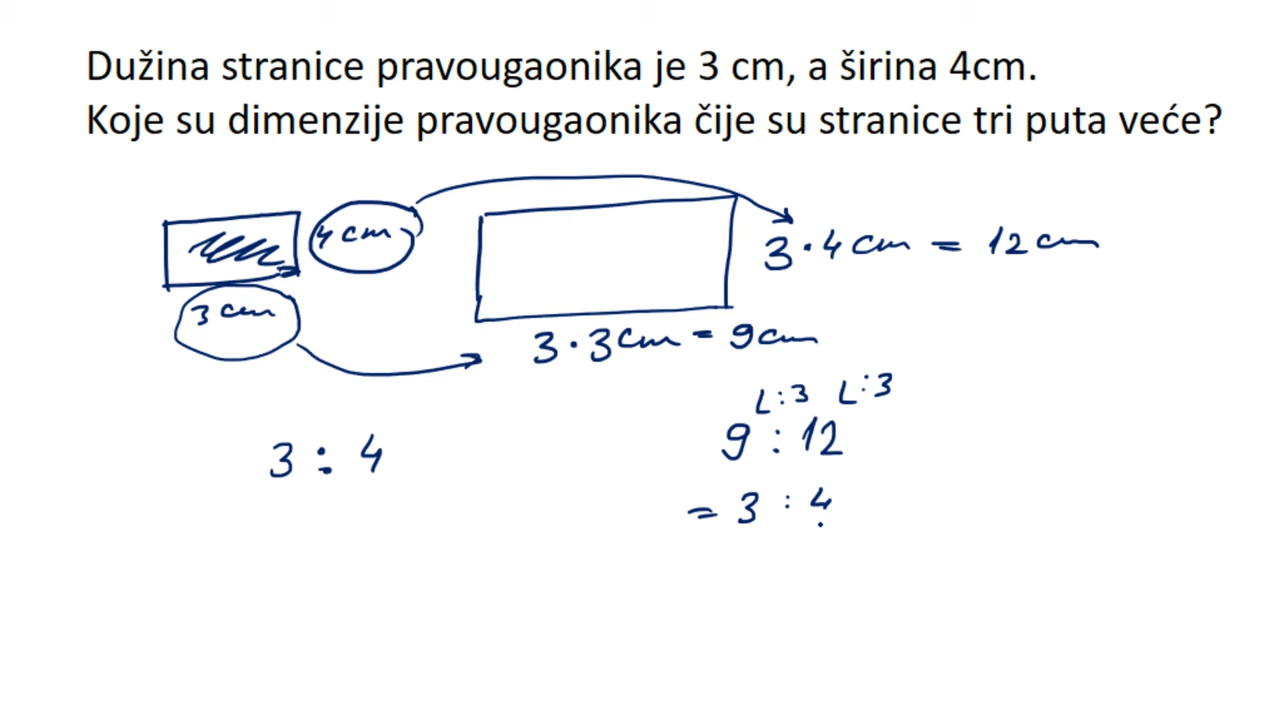 Dužina stranice pravougaonika je 3 cm, a širina 4cm.
Koje su dimenzije pravougaonika čije su stranice tri puta veće?
4 cm
3 · 4 cm = 12 cm
3 cm
3 · 3 cm = 9 cm
L:3 L:3
9 : 12
3 : 4
= 3 : 4